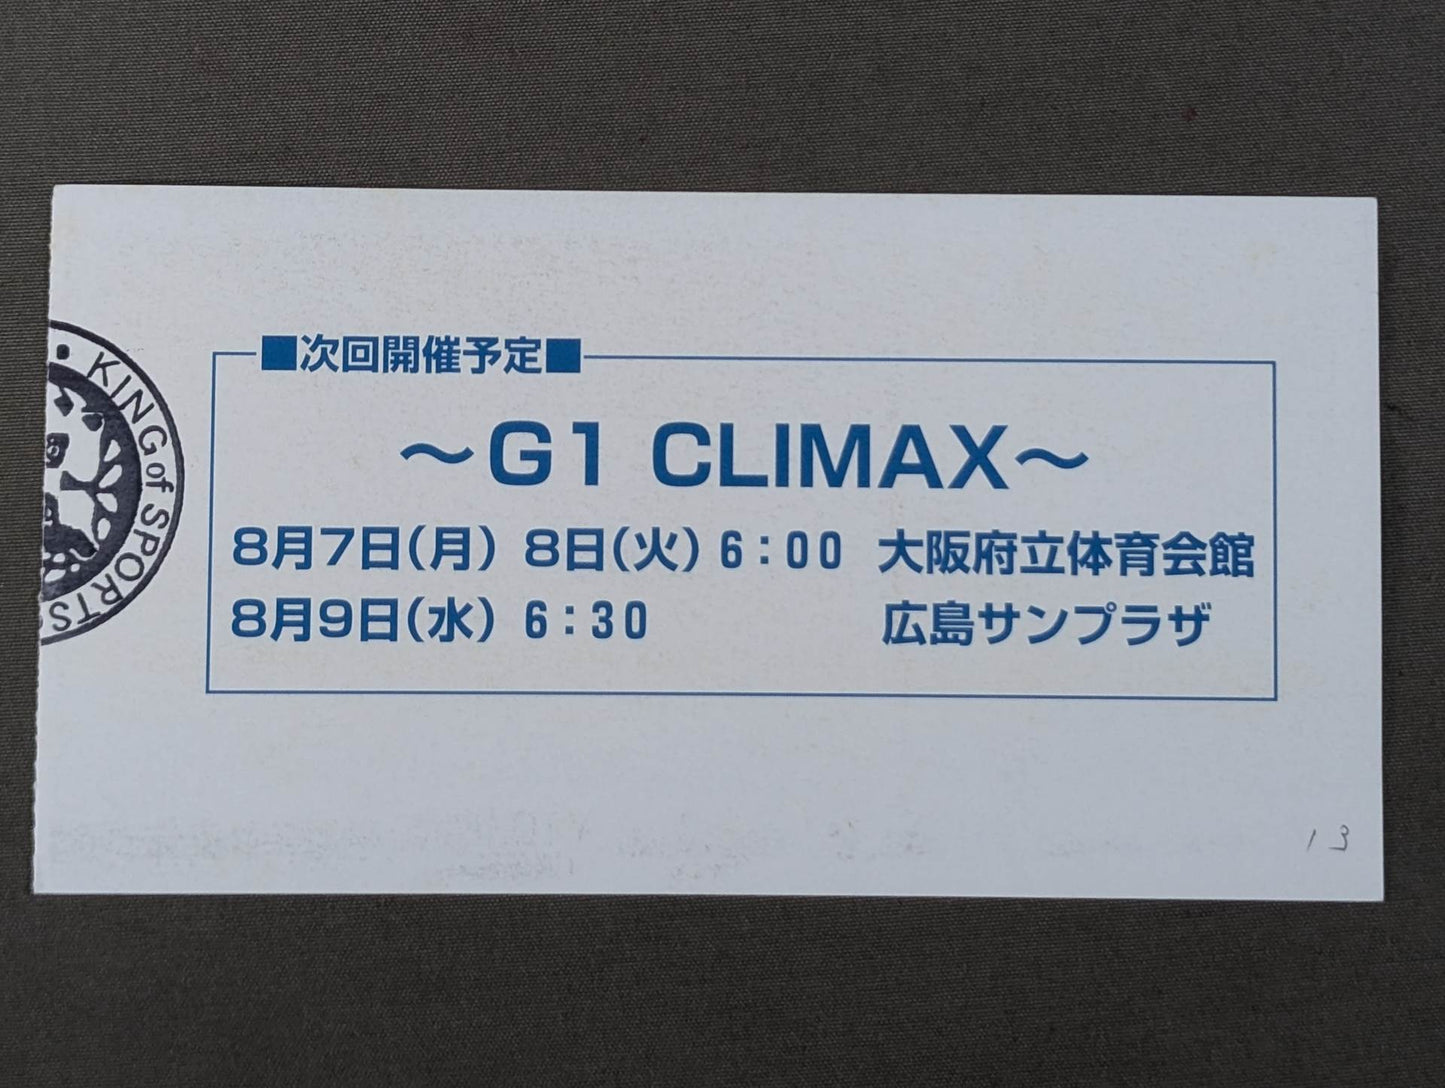 ■次回開催予定■
～G1 CLIMAX～
8月7日(月) 8日(火) 6:00 大阪府立体育会館
8月9日(水) 6:30 広島サンプラザ
KING of SPORTS
13